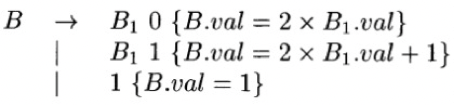 B → B₁ 0 {B.val = 2 × B₁.val}
| B₁ 1 {B.val = 2 × B₁.val + 1}
| 1 {B.val = 1}